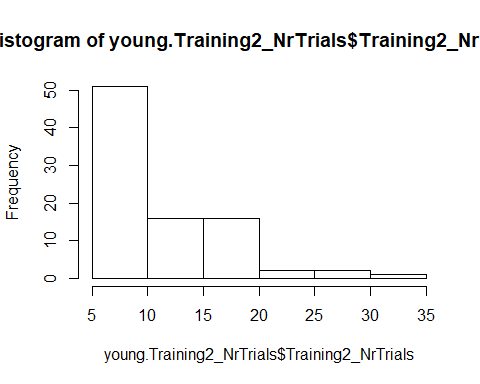 istogram of young.Training2_NrTrials$Training2_Nr
Frequency
50
40
30
20
10
0
5 10 15 20 25 30 35
young.Training2_NrTrials$Training2_NrTrials